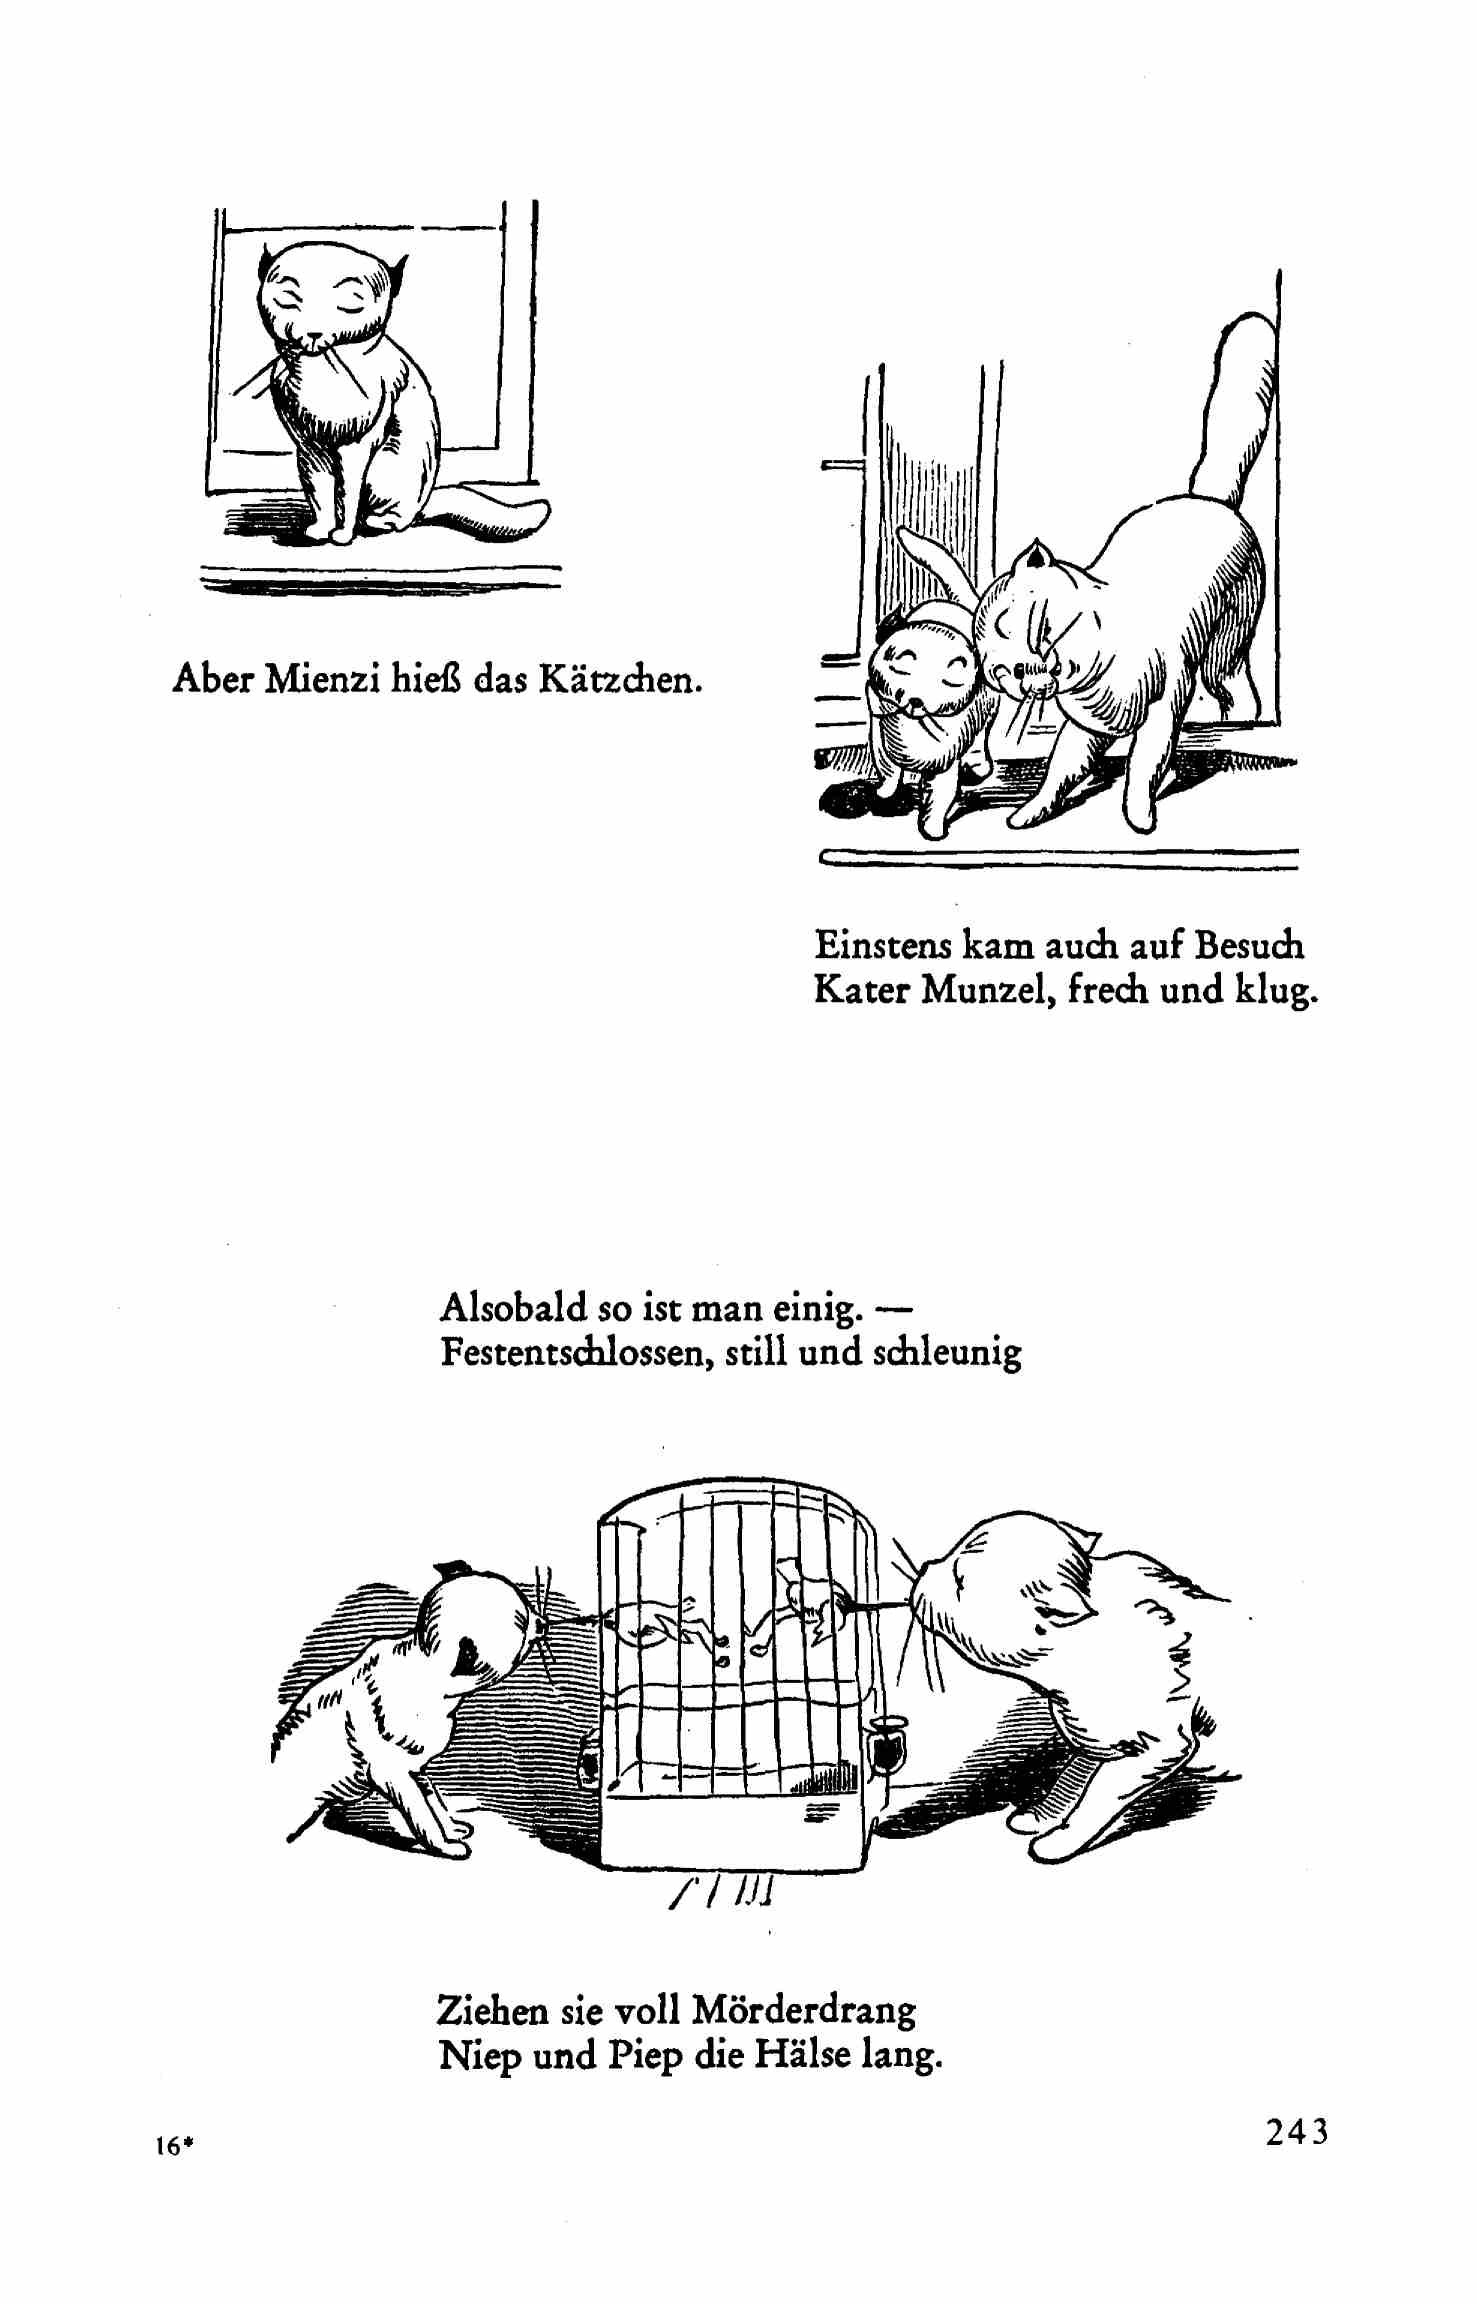 Aber Mienzi hieß das Kätzchen.
Einstens kam auch auf Besuch
Kater Munzel, frech und klug.
Alsobald so ist man einig. —
Festentschlossen, still und schleunig
Ziehen sie voll Mörderdrang
Niep und Piep die Hälse lang.
16*
243